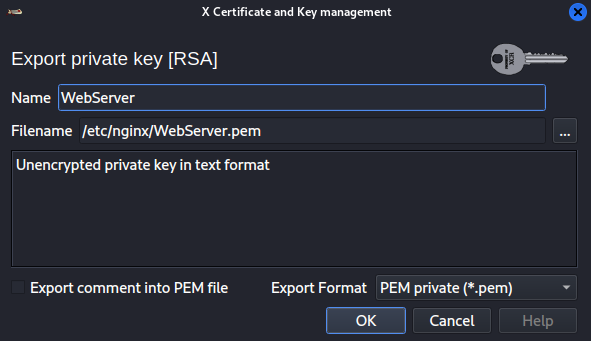 X Certificate and Key management
Export private key [RSA]
Name WebServer
Filename /etc/nginx/WebServer.pem ...
Unencrypted private key in text format
Export comment into PEM file Export Format PEM private (*.pem)
OK Cancel Help